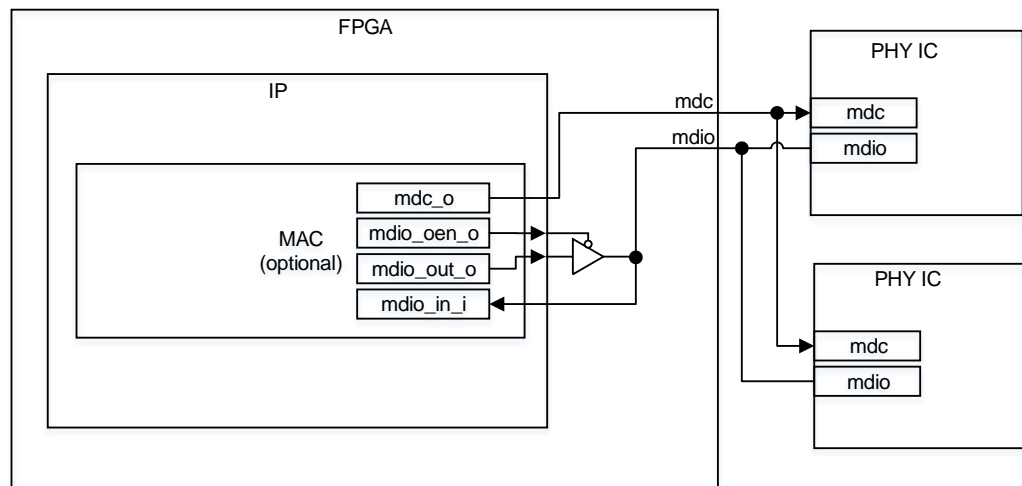 FPGA
IP
MAC
(optional)
mdc_o
mdio_oen_o
mdio_out_o
mdio_in_i
mdc
mdio
PHY IC
mdc
mdio
PHY IC
mdc
mdio